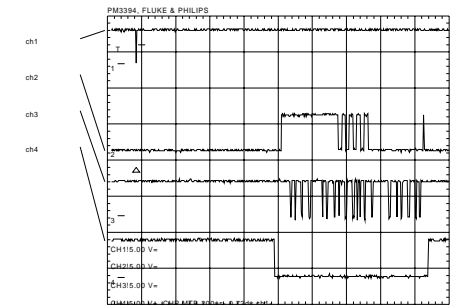 PM3394, FLUKE & PHILIPS
ch1
T
1
ch2
2
ch3
3
ch4
CH1!5.00 V=
CH2!5.00 V=
CH3!5.00 V=